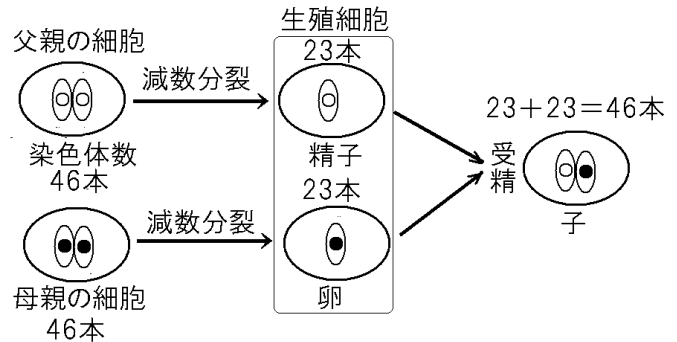 父親の細胞
染色体数
46本
減数分裂
生殖細胞
23本
精子
母親の細胞
46本
減数分裂
23本
卵
受精
23+23=46本
子